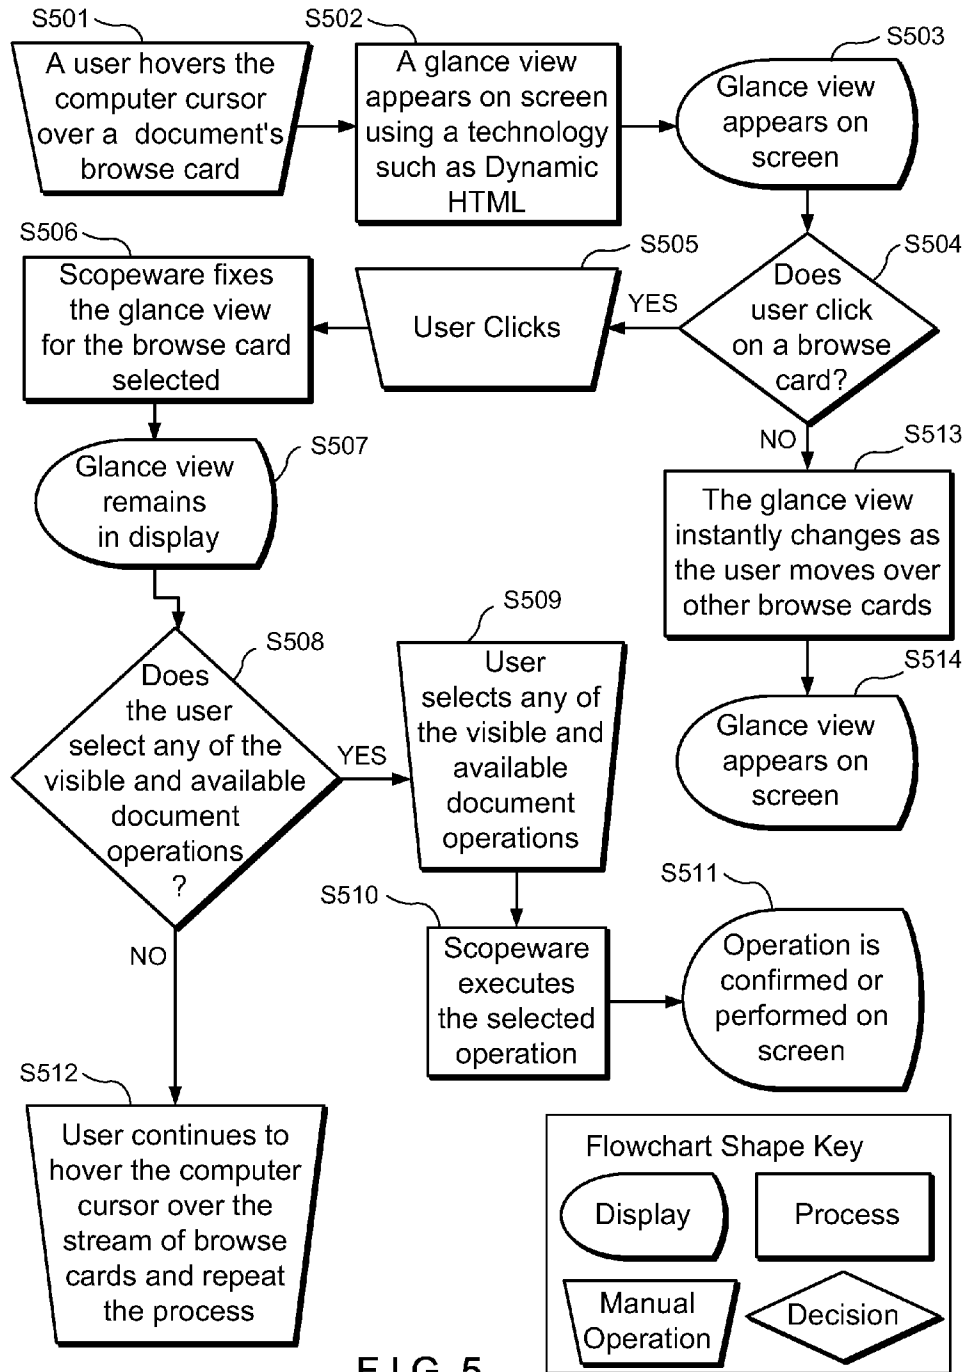 S501
A user hovers the
computer cursor
over a document's
browse card
S502
A glance view
appears on screen
using a technology
such as Dynamic
HTML
S503
Glance view
appears on
screen
S504
Does
user click
on a browse
card?
YES
NO
S505
User Clicks
S506
Scopeware fixes
the glance view
for the browse card
selected
S507
Glance view
remains
in display
S508
Does
the user
select any of the
visible and available
document
operations
?
YES
NO
S509
User
selects any of
the visible and
available
document
operations
S510
Scopeware
executes
the selected
operation
S511
Operation is
confirmed or
performed on
screen
S512
User continues to
hover the computer
cursor over the
stream of browse
cards and repeat
the process
S513
The glance view
instantly changes as
the user moves over
other browse cards
S514
Glance view
appears on
screen
Flowchart Shape Key
Display
Process
Manual
Operation
Decision
FIG. 5